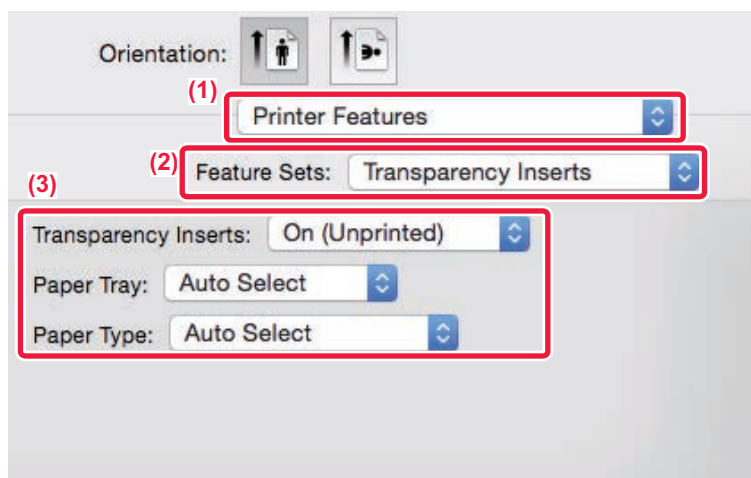 Orientation:
(1)
Printer Features
(2)
Feature Sets: Transparency Inserts
(3)
Transparency Inserts: On (Unprinted)
Paper Tray: Auto Select
Paper Type: Auto Select